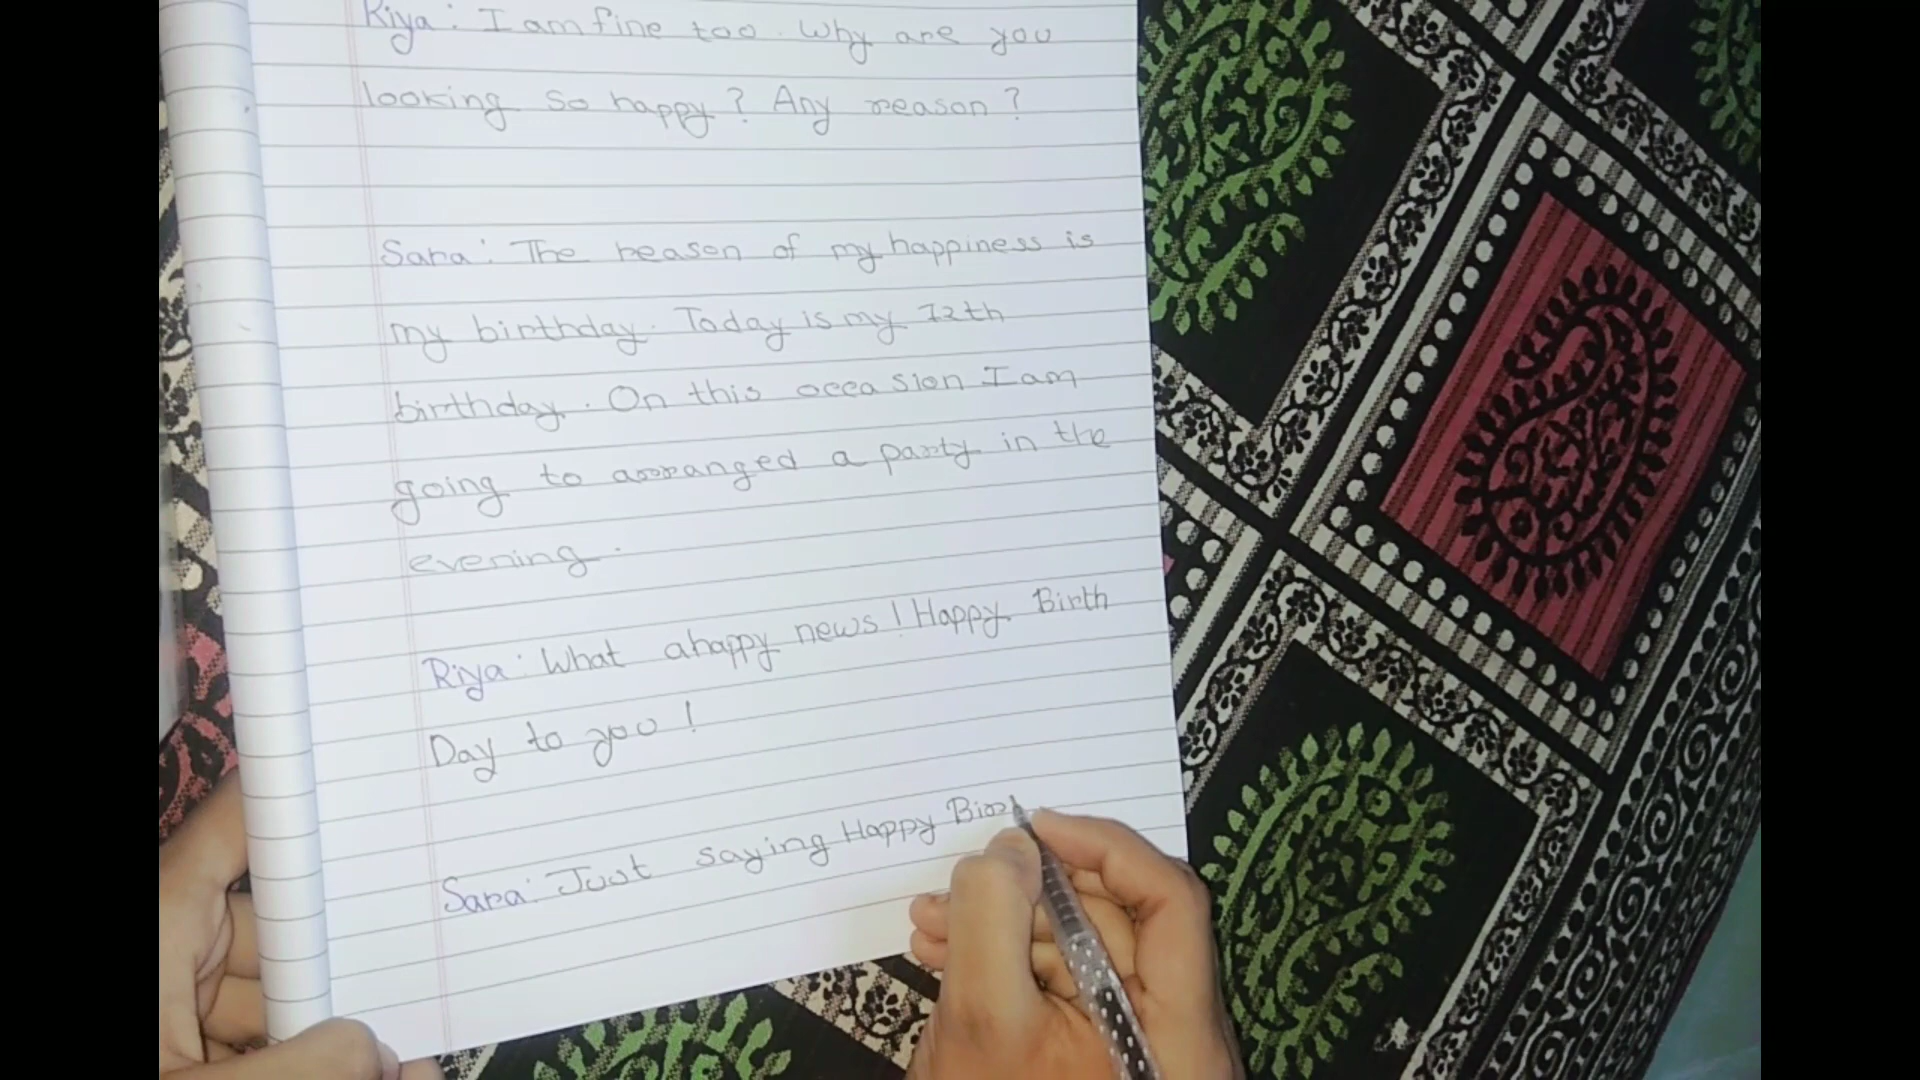 Riya: I am fine too. Why are you
looking so happy? Any reason?
Sara: The reason of my happiness is
my birthday. Today is my 12th
birthday. On this occasion I am
going to arranged a party in the
evening.
Riya: What a happy news! Happy Birth
Day to you!
Sara: Just saying Happy Birt